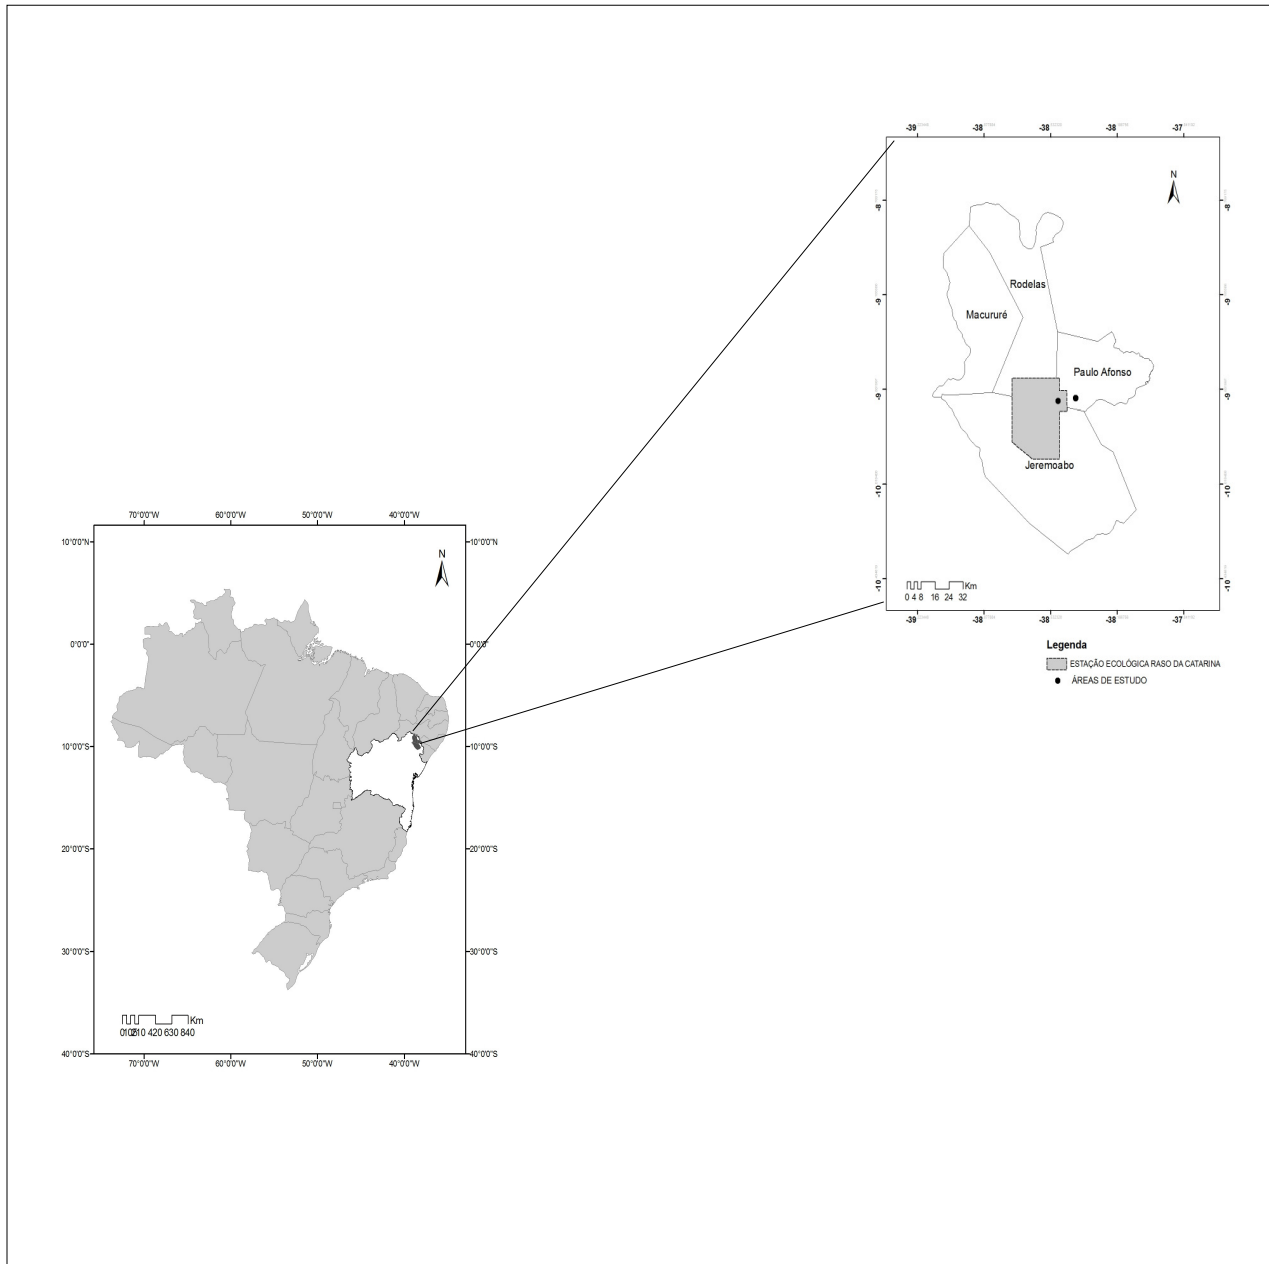 -39 -38 -38 -38 -37
N
-8 -8
Rodelas
-9 -9
Macururé
Paulo Afonso
-9 -9
Jeremoabo
-10 -10
-10 -10
Km
0 4 8 16 24 32
-39 -38 -38 -38 -37
Legenda
ESTAÇÃO ECOLÓGICA RASO DA CATARINA
ÁREAS DE ESTUDO
70°0'0"W 60°0'0"W 50°0'0"W 40°0'0"W
10°0'0"N 10°0'0"N
N
0°0'0" 0°0'0"
10°0'0"S 10°0'0"S
20°0'0"S 20°0'0"S
30°0'0"S 30°0'0"S
Km
420 630 840
40°0'0"S 40°0'0"S
70°0'0"W 60°0'0"W 50°0'0"W 40°0'0"W